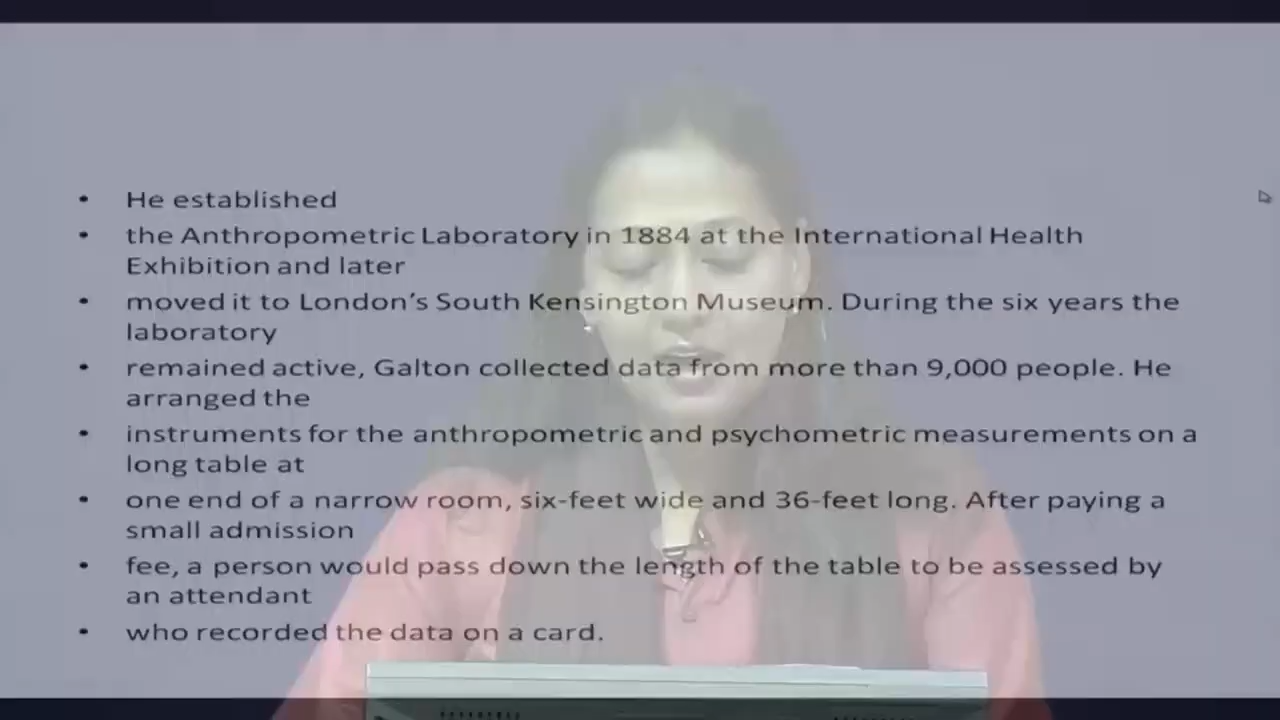 • He established
• the Anthropometric Laboratory in 1884 at the International Health
Exhibition and later
• moved it to London’s South Kensington Museum. During the six years the
laboratory
• remained active, Galton collected data from more than 9,000 people. He
arranged the
• instruments for the anthropometric and psychometric measurements on a
long table at
• one end of a narrow room, six-feet wide and 36-feet long. After paying a
small admission
• fee, a person would pass down the length of the table to be assessed by
an attendant
• who recorded the data on a card.